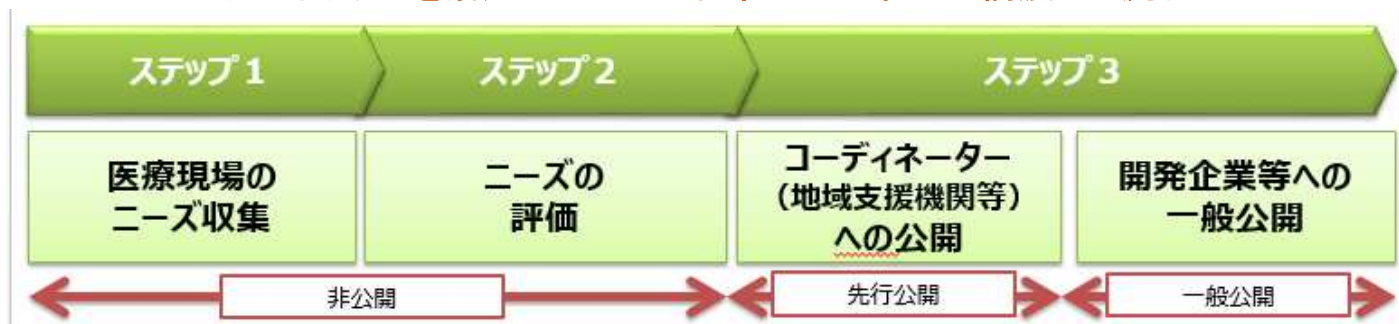 ステップ1
ステップ2
ステップ3
医療現場の
ニーズ収集
ニーズの
評価
コーディネーター
（地域支援機関等）
への公開
開発企業等への
一般公開
非公開
先行公開
一般公開